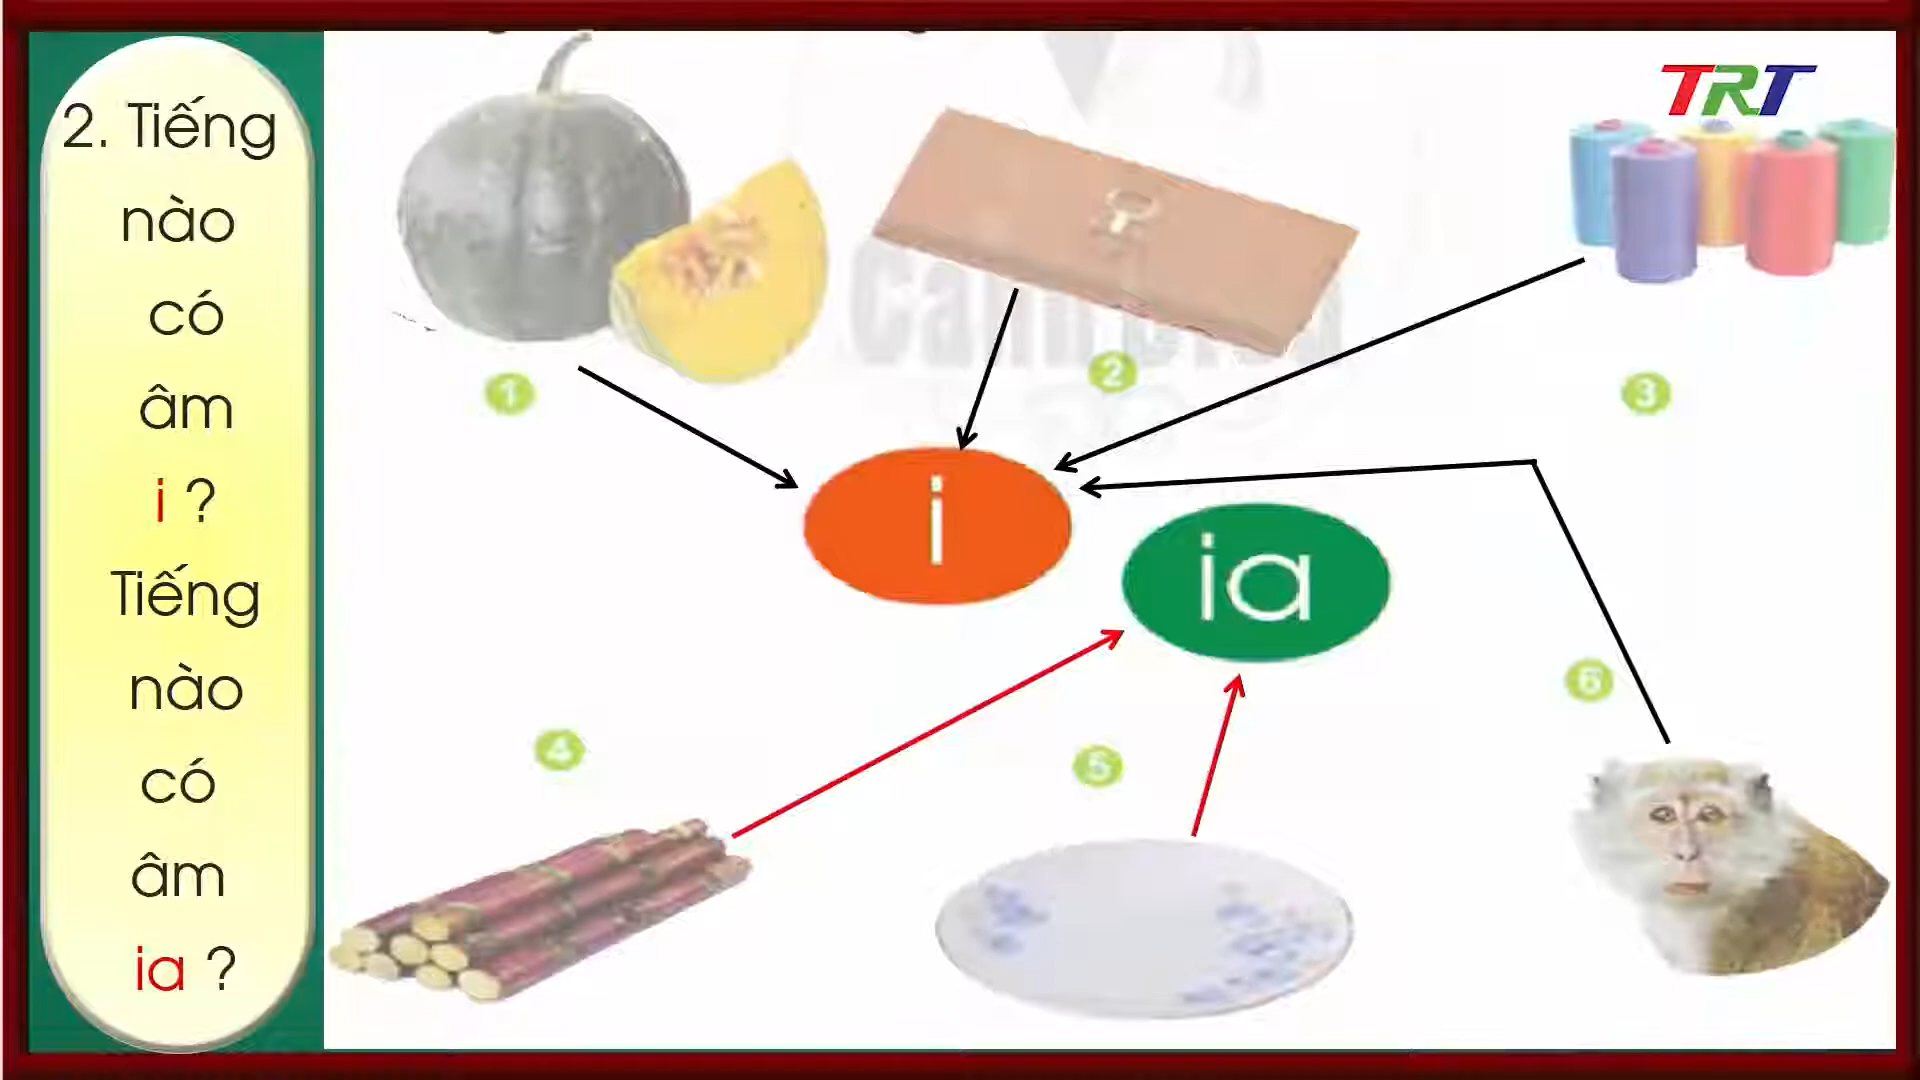 2. Tiếng
nào
có
âm
i ?
Tiếng
nào
có
âm
ia ?
TRT
1
2
3
i
ia
4
5
6